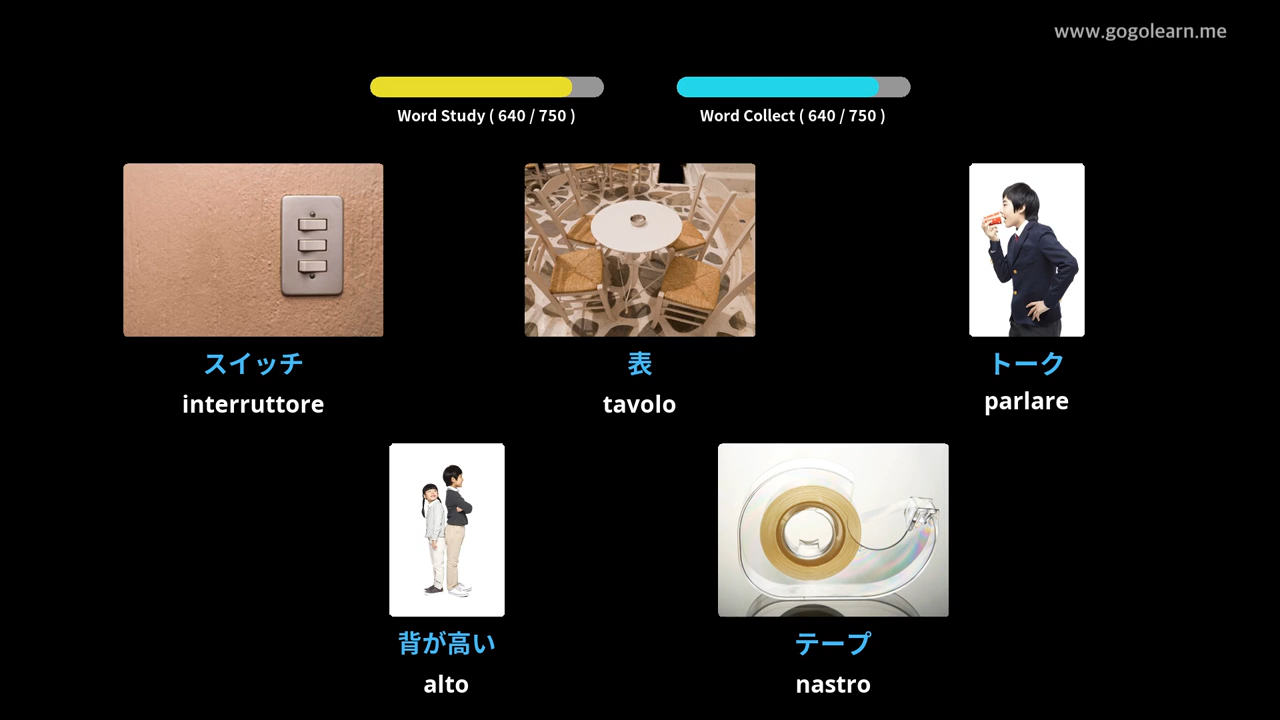 www.gogolearn.me
Word Study ( 640 / 750 )
Word Collect ( 640 / 750 )
スイッチ
interruttore
表
tavolo
トーク
parlare
背が高い
alto
テープ
nastro